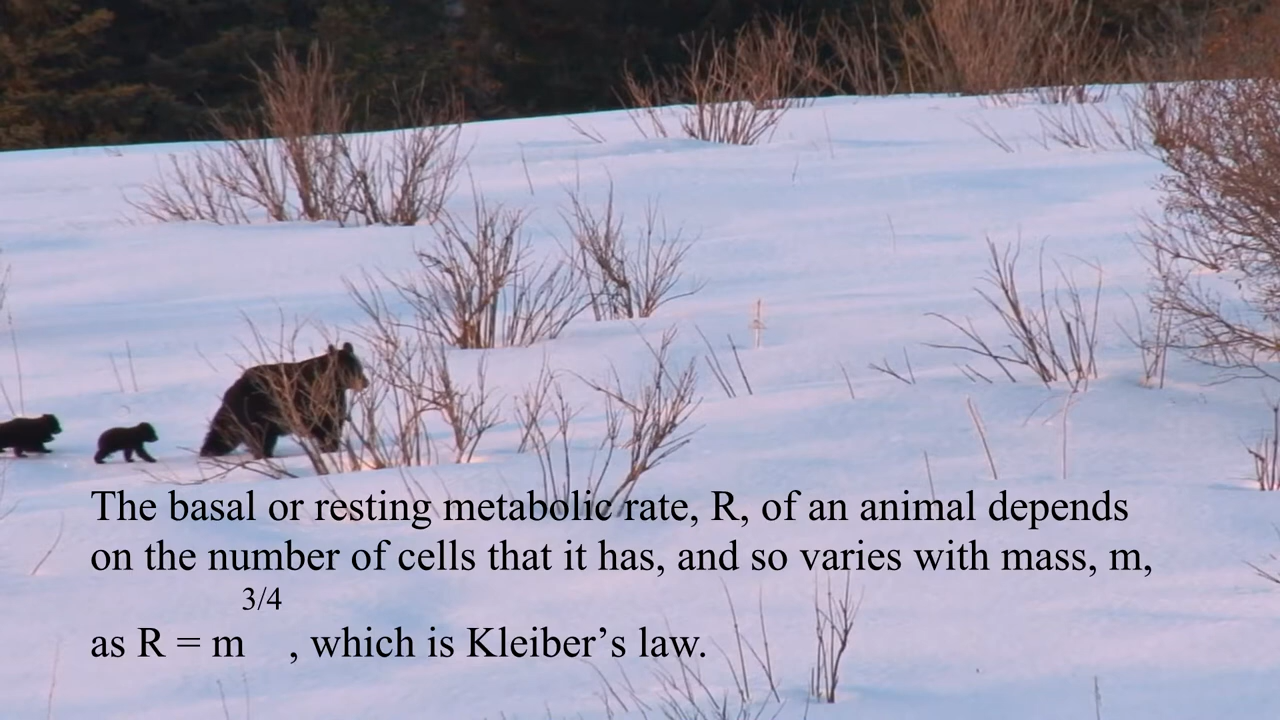 The basal or resting metabolic rate, R, of an animal depends
on the number of cells that it has, and so varies with mass, m,
as R = m^3/4 , which is Kleiber’s law.